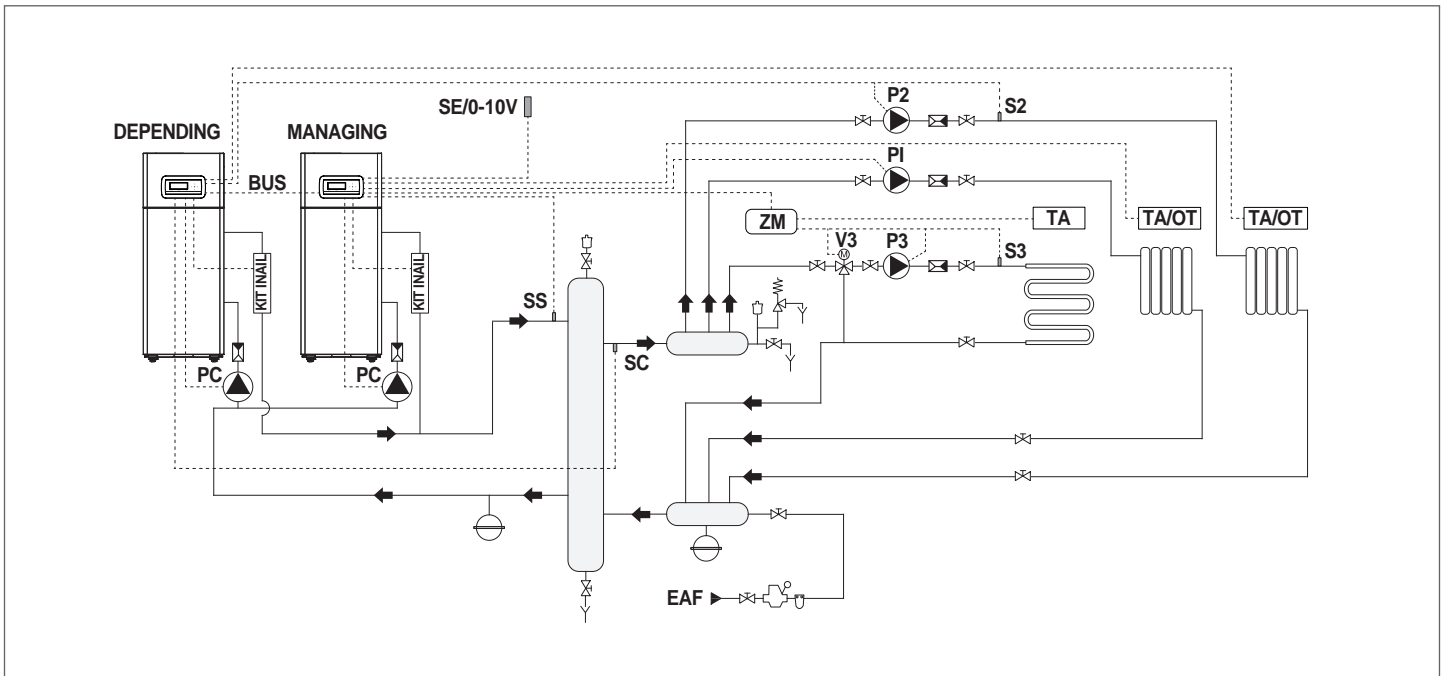 SE/0-10V
P2
S2
DEPENDING
MANAGING
BUS
P1
ZM
TA
TA/OT
TA/OT
V3
P3
S3
KIT INAIL
KIT INAIL
SS
SC
PC
PC
M
EAF